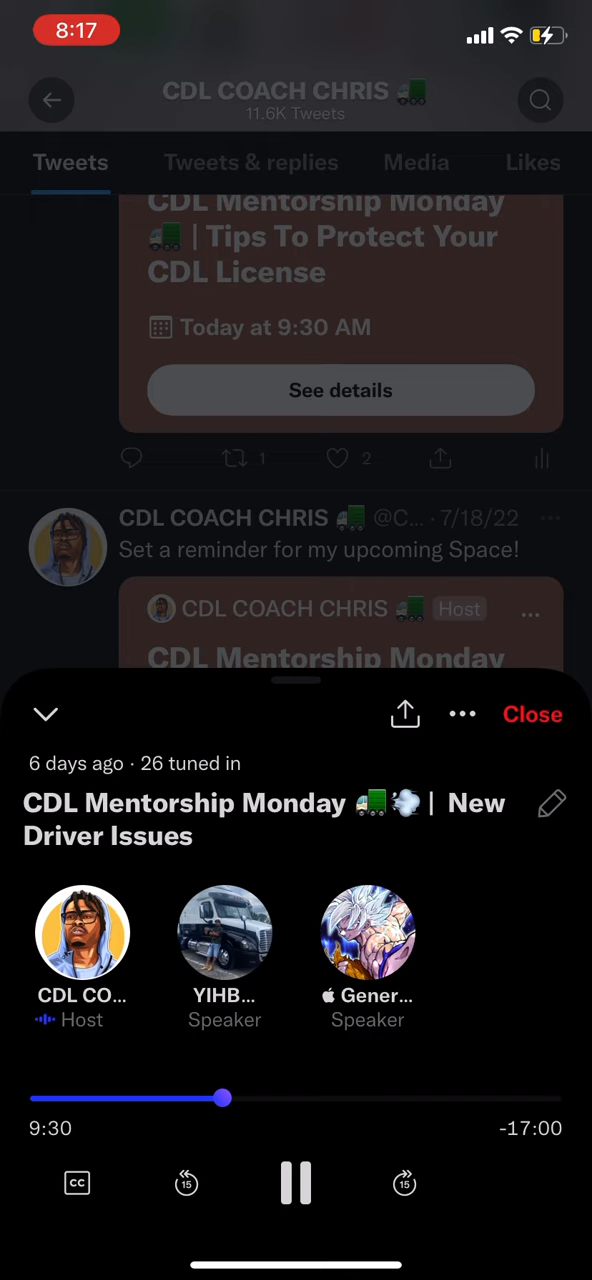 8:17
CDL COACH CHRIS 🚛
11.6K Tweets
Tweets
Tweets & replies
Media
Likes
CDL Mentorship Monday
🚛 | Tips To Protect Your
CDL License
Today at 9:30 AM
See details
1
2
CDL COACH CHRIS 🚛 @C... · 7/18/22
Set a reminder for my upcoming Space!
CDL COACH CHRIS 🚛 Host
CDL Mentorship Monday
Close
6 days ago · 26 tuned in
CDL Mentorship Monday 🚛💨 | New
Driver Issues
CDL CO...
YIHB...
Gener...
Host
Speaker
Speaker
9:30
-17:00
CC
15
15